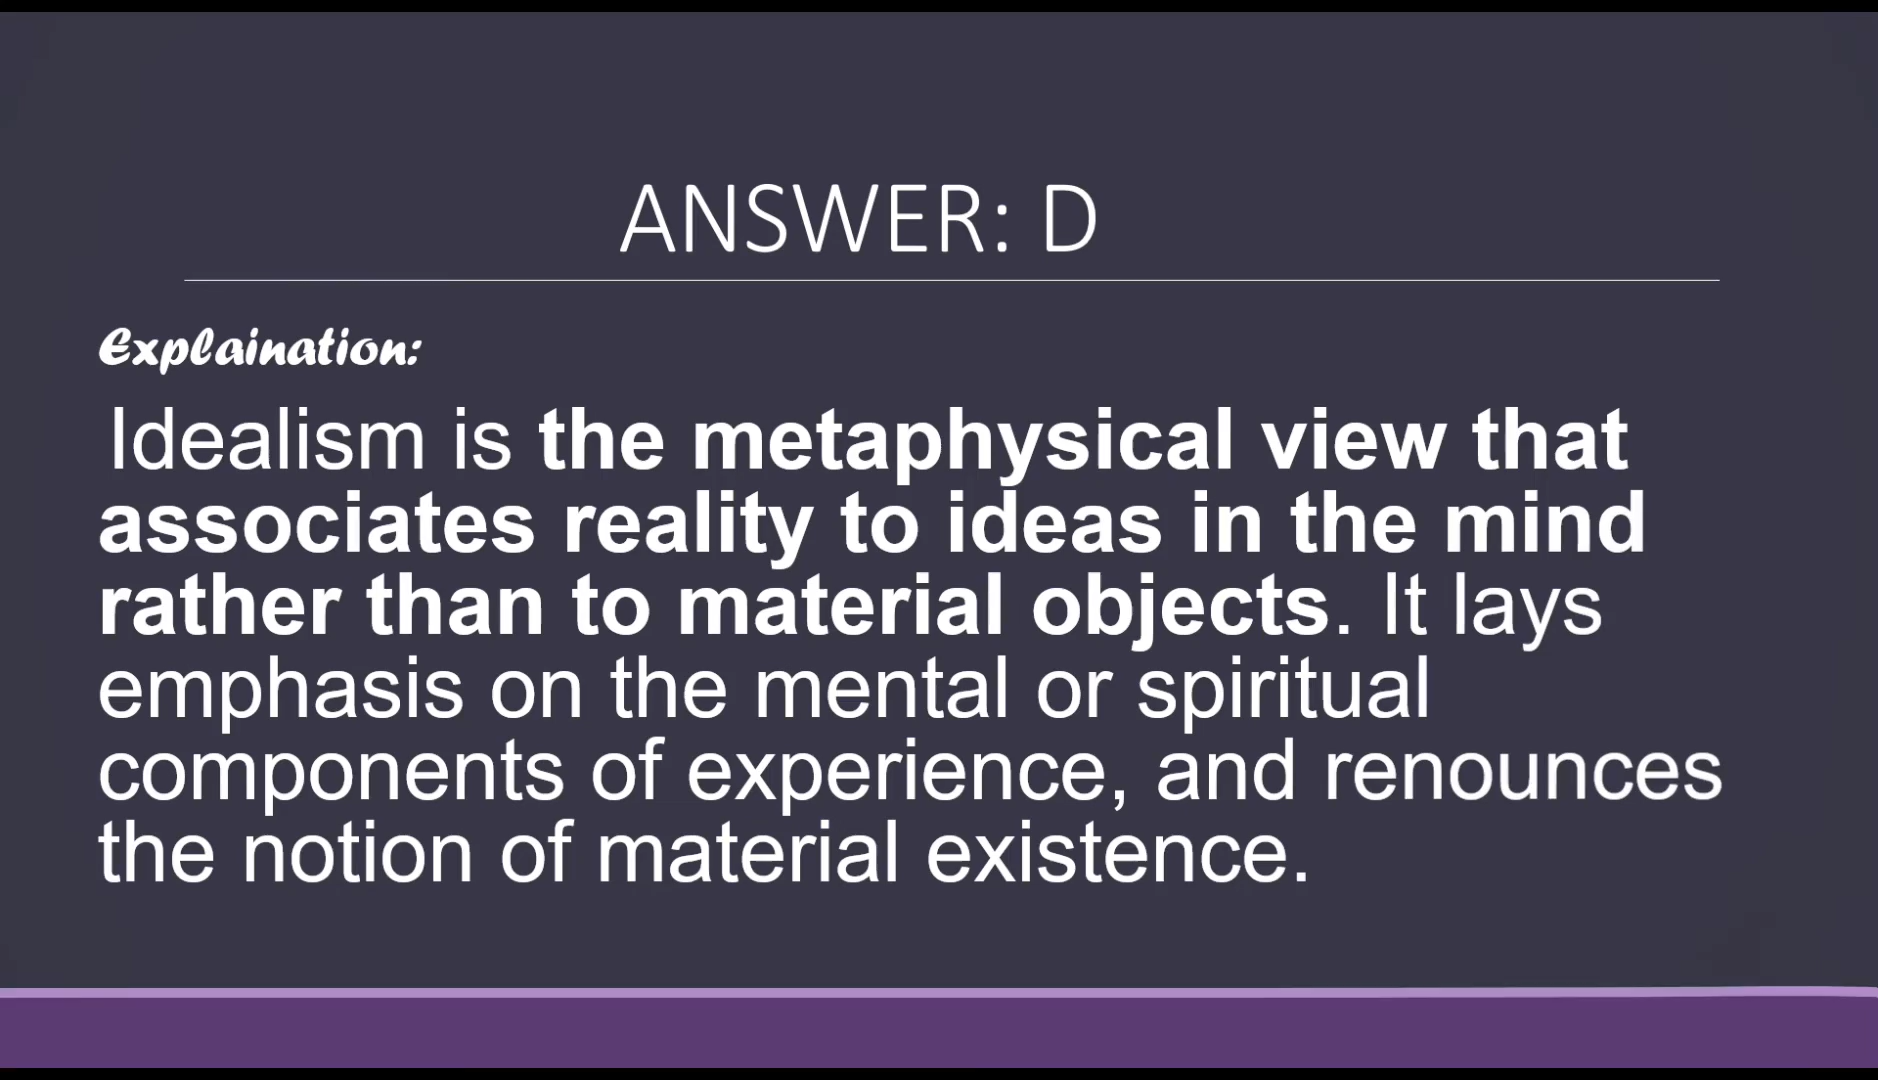 ANSWER: D
Explaination:
Idealism is the metaphysical view that
associates reality to ideas in the mind
rather than to material objects. It lays
emphasis on the mental or spiritual
components of experience, and renounces
the notion of material existence.